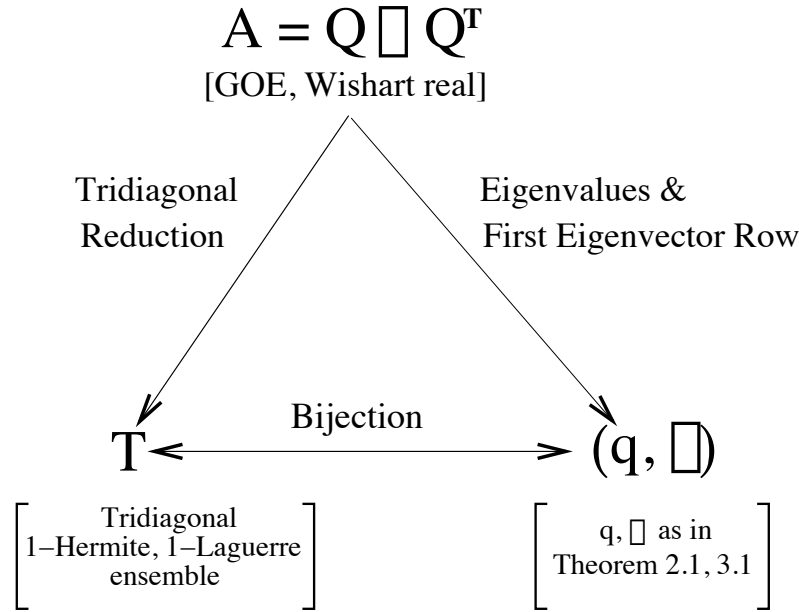 A = Q ▯ Qᵀ
[GOE, Wishart real]
Tridiagonal
Reduction
Eigenvalues &
First Eigenvector Row
Bijection
T
(q, ▯)
Tridiagonal
1–Hermite, 1–Laguerre
ensemble
q, ▯ as in
Theorem 2.1, 3.1